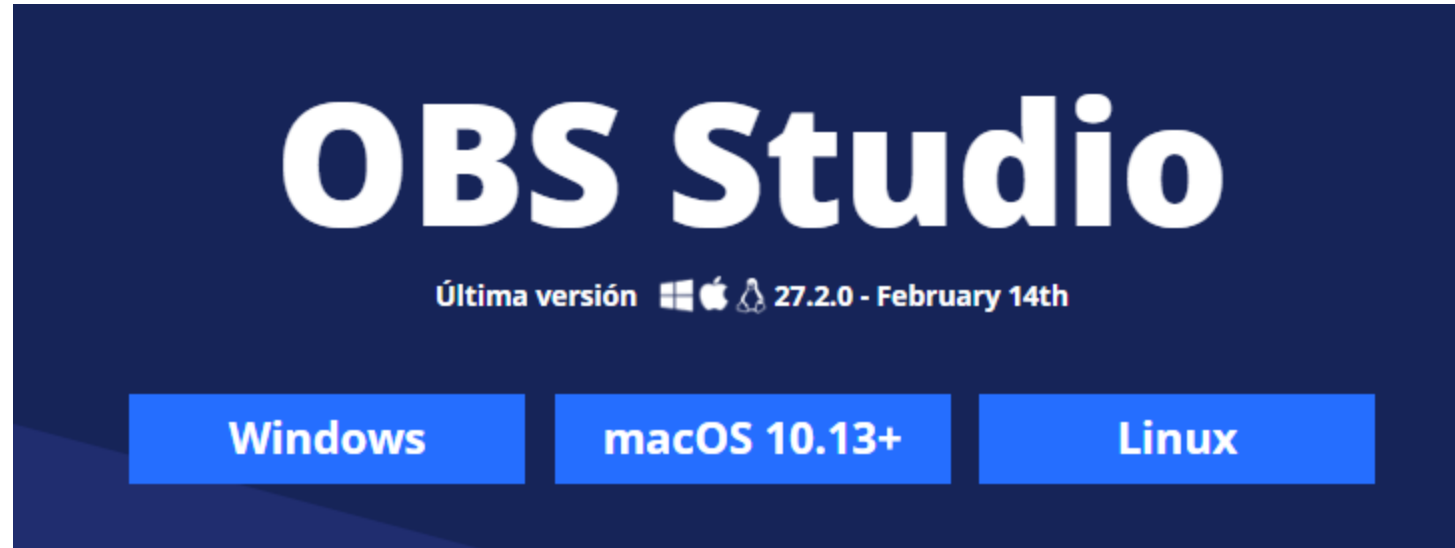 OBS Studio
Última versión 27.2.0 - February 14th
Windows macOS 10.13+ Linux